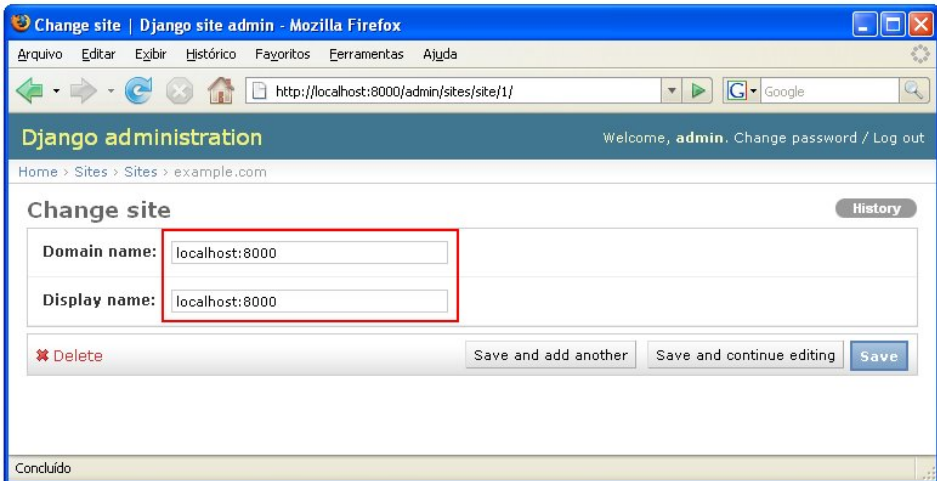 Change site | Django site admin - Mozilla Firefox
Arquivo Editar Exibir Histórico Favoritos Ferramentas Ajuda
http://localhost:8000/admin/sites/site/1/ G Google
Django administration Welcome, admin. Change password / Log out
Home > Sites > Sites > example.com
Change site History
Domain name: localhost:8000
Display name: localhost:8000
Delete Save and add another Save and continue editing Save
Concluído